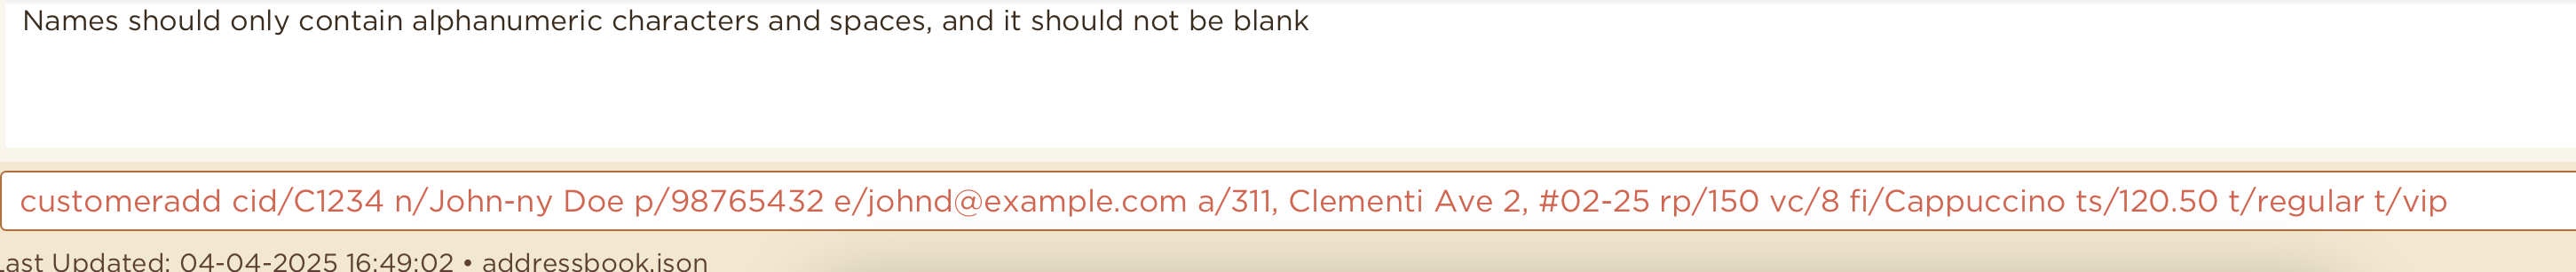 Names should only contain alphanumeric characters and spaces, and it should not be blank
customeradd cid/C1234 n/John-ny Doe p/98765432 e/johnd@example.com a/311, Clementi Ave 2, #02-25 rp/150 vc/8 fi/Cappuccino ts/120.50 t/regular t/vip
Last Updated: 04-04-2025 16:49:02 • addressbook.json